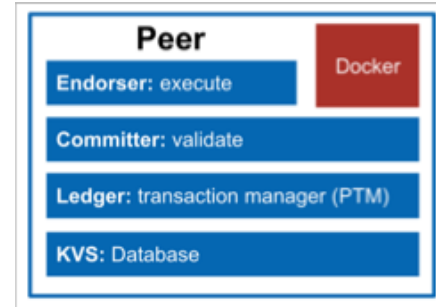 Peer
Docker
Endorser: execute
Committer: validate
Ledger: transaction manager (PTM)
KVS: Database